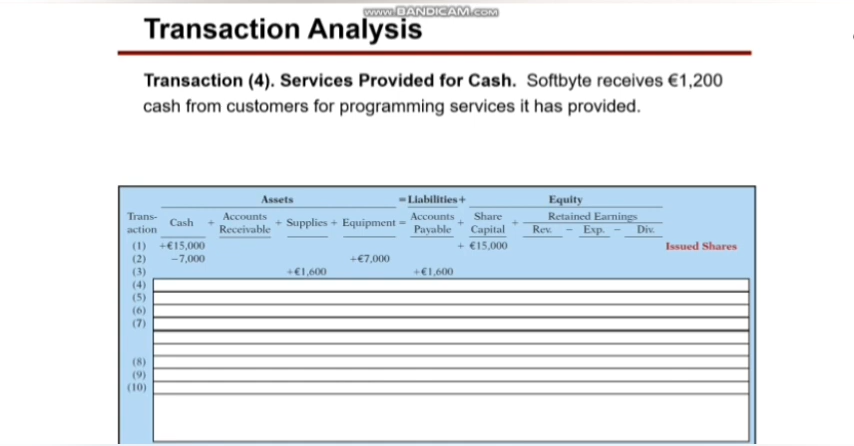 www.BANDICAM.com
Transaction Analysis
Transaction (4). Services Provided for Cash. Softbyte receives €1,200
cash from customers for programming services it has provided.
Assets = Liabilities + Equity
Trans- Accounts Accounts Share Retained Earnings
action Cash + Receivable + Supplies + Equipment = Payable + Capital + Rev. - Exp. - Div.
(1) +€15,000 + €15,000 Issued Shares
(2) -7,000 +€7,000
(3) +€1,600 +€1,600
(4)
(5)
(6)
(7)
(8)
(9)
(10)